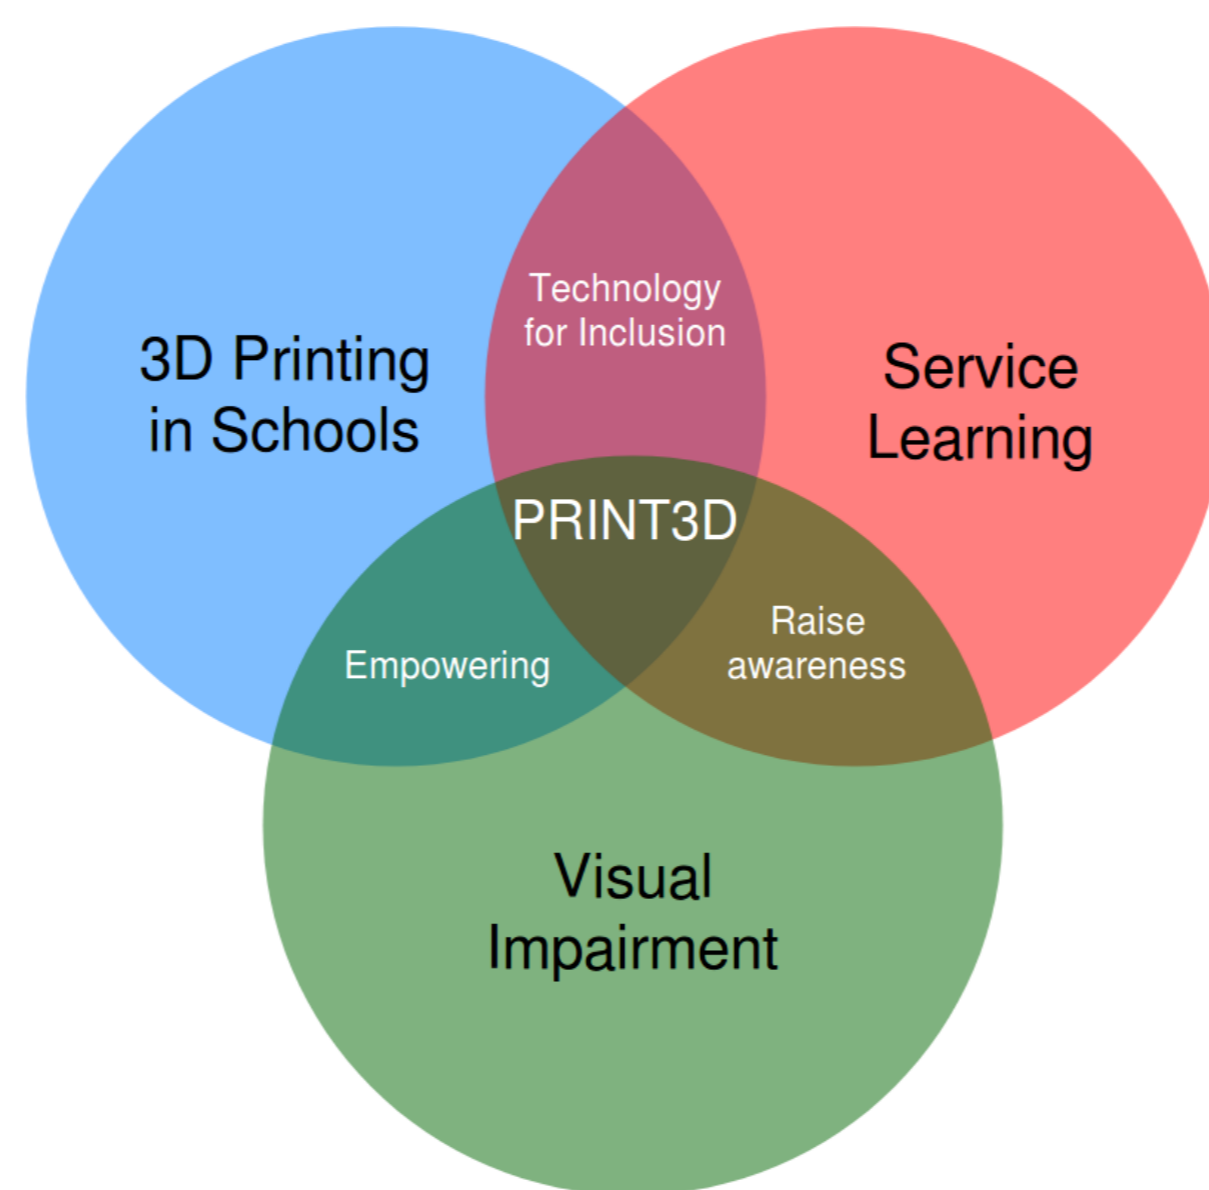 Technology
for Inclusion
3D Printing
in Schools
Service
Learning
PRINT3D
Empowering
Raise
awareness
Visual
Impairment